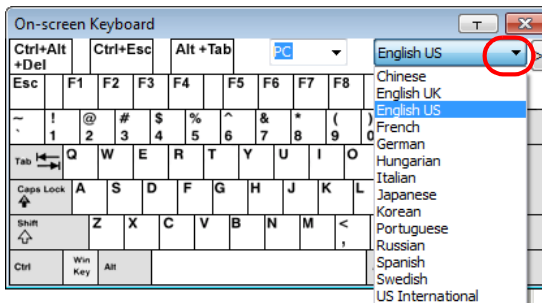 On-screen Keyboard
Ctrl+Alt
+Del
Ctrl+Esc
Alt +Tab
PC
English US
>
Esc F1 F2 F3 F4 F5 F6 F7 F8
~ ! @ # $ % ^ & * ( )
` 1 2 3 4 5 6 7 8 9 0
Tab Q W E R T Y U I O
Caps Lock A S D F G H J K L
Shift Z X C V B N M <
,
Ctrl Win
Key Alt
Chinese
English UK
English US
French
German
Hungarian
Italian
Japanese
Korean
Portuguese
Russian
Spanish
Swedish
US International